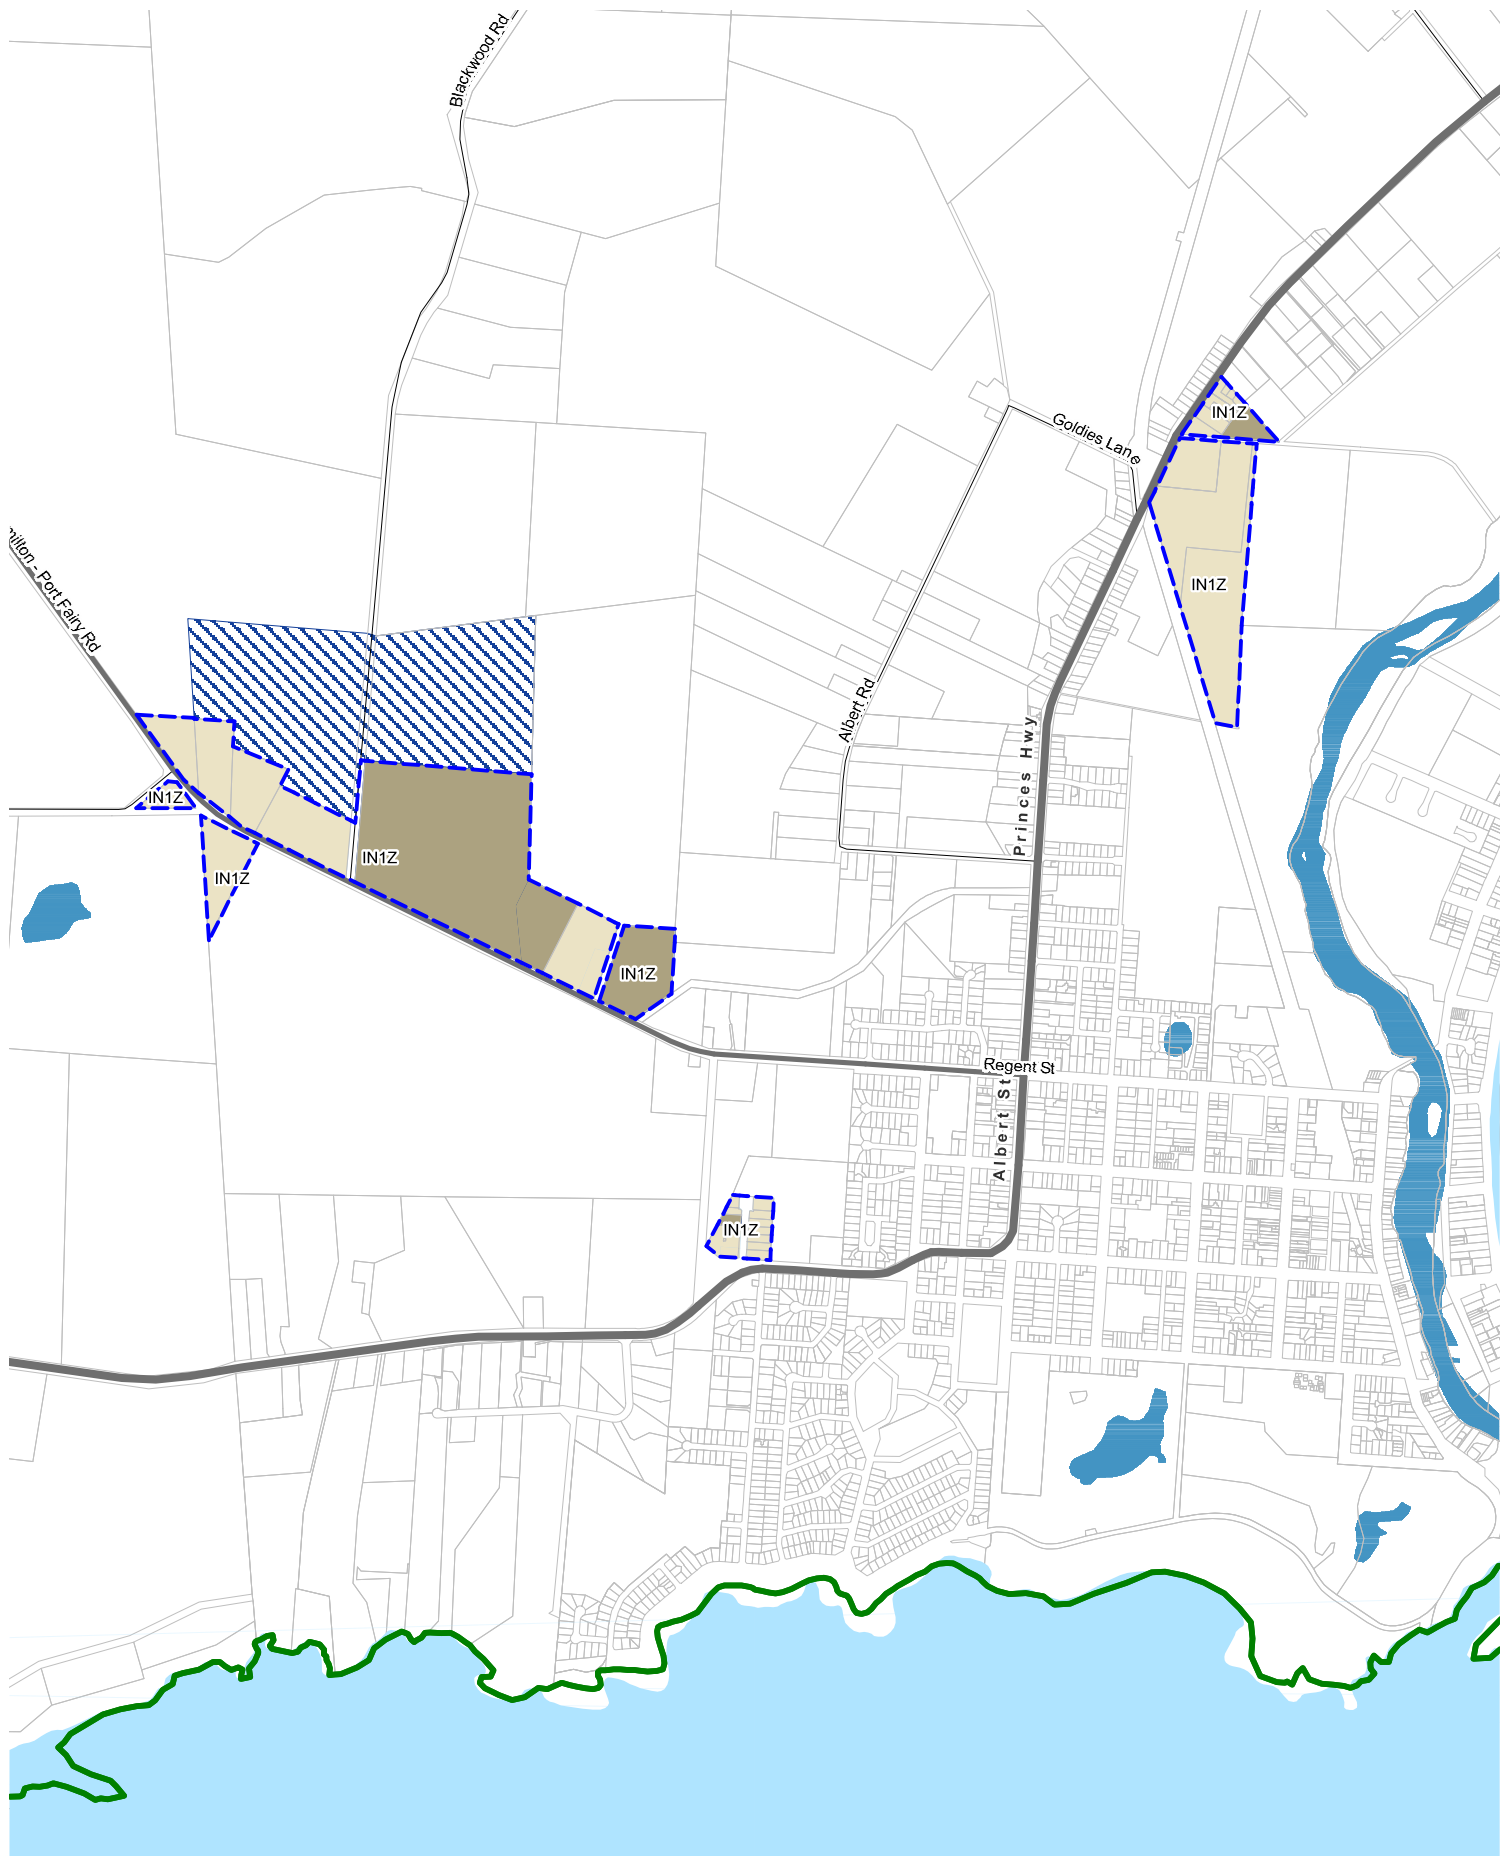 Blackwood Rd
IN1Z
Goldies Lane
milton - Port Fairy Rd
IN1Z
Albert Rd
Princes Hwy
IN1Z
IN1Z
IN1Z
IN1Z
Regent St
Albert St
IN1Z